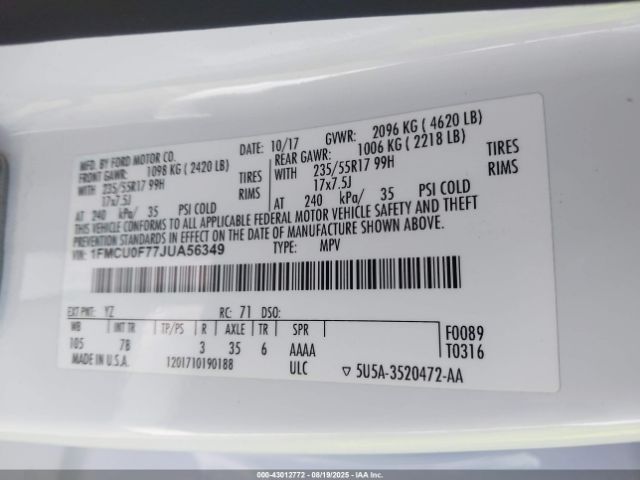 MFD. BY FORD MOTOR CO. DATE: 10/17 GVWR: 2096 KG ( 4620 LB)
FRONT GAWR: 1098 KG ( 2420 LB) REAR GAWR: 1006 KG ( 2218 LB)
WITH 235/55R17 99H TIRES WITH 235/55R17 99H TIRES
17x7.5J RIMS 17x7.5J RIMS
AT 240 kPa/ 35 PSI COLD AT 240 kPa/ 35 PSI COLD
THIS VEHICLE CONFORMS TO ALL APPLICABLE FEDERAL MOTOR VEHICLE SAFETY AND THEFT
PREVENTION STANDARDS IN EFFECT ON THE DATE OF MANUFACTURE SHOWN ABOVE.
VIN: 1FMCU0F77JUA56349 TYPE: MPV
EXT PNT: YZ RC: 71 DSO:
WB INT TR TP/PS R AXLE TR SPR F0089
105 7B 3 35 6 AAAA T0316
MADE IN U.S.A. 1201710190188 ULC ▽ 5U5A-3520472-AA
000-43012772 - 08/19/2025 - Copyright IAA, Inc.